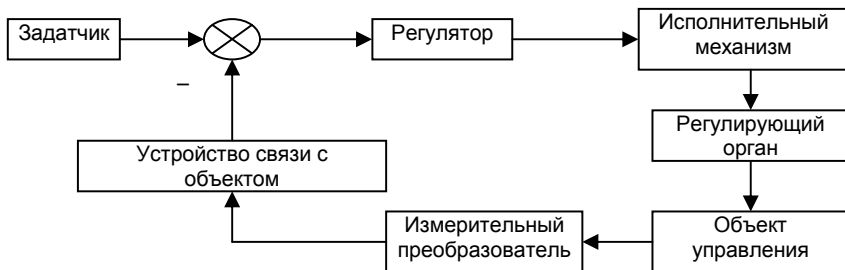 Задатчик
Регулятор
Исполнительный
механизм
–
Регулирующий
орган
Устройство связи с
объектом
Измерительный
преобразователь
Объект
управления